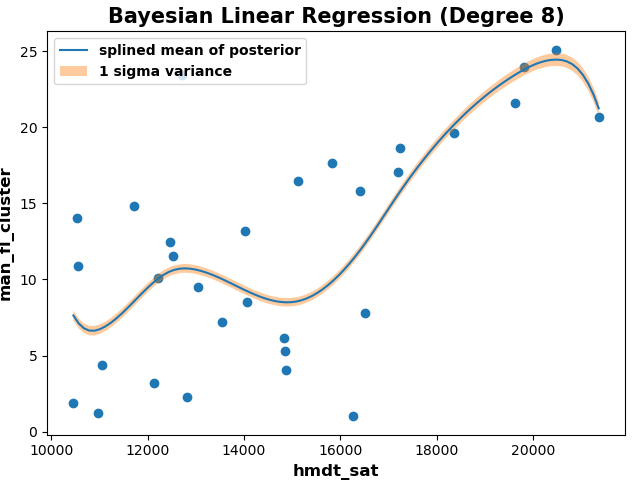 Bayesian Linear Regression (Degree 8)
splined mean of posterior
1 sigma variance
25
20
15
10
5
0
man_fl_cluster
10000 12000 14000 16000 18000 20000
hmdt_sat